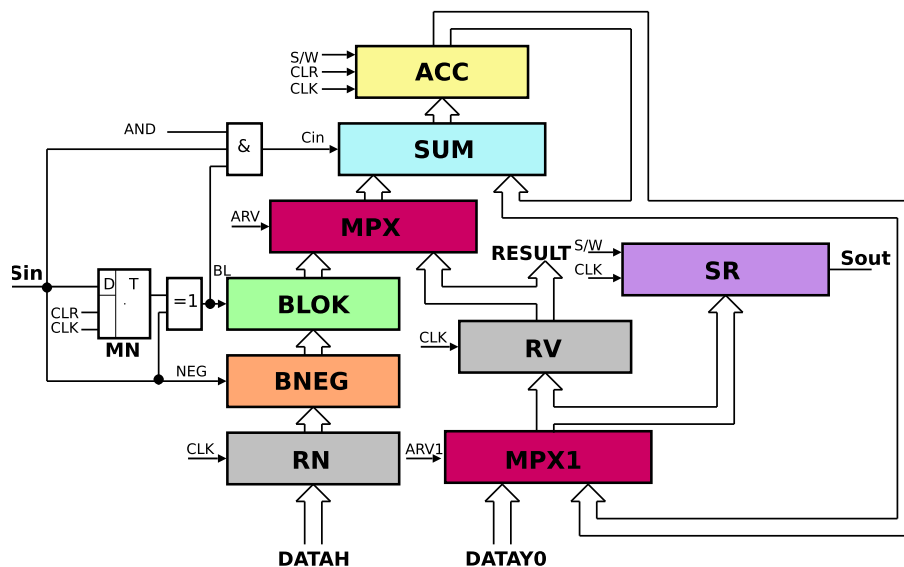 S/W
CLR
CLK
ACC
AND
&
Cin
SUM
ARV
MPX
RESULT
S/W
CLK
SR
Sout
Sin
D T
CLR
CLK
MN
=1
BL
BLOK
CLK
RV
NEG
BNEG
CLK
RN
ARV1
MPX1
DATAH
DATAY0